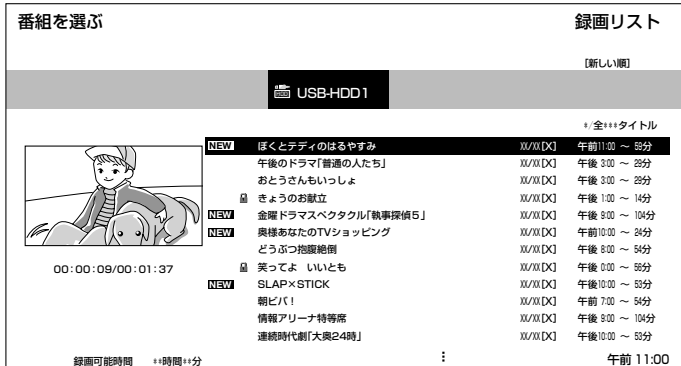 番組を選ぶ
録画リスト
[新しい順]
HDD USB-HDD1
*/全***タイトル
NEW ぼくとテディのはるやすみ XX/XX[X] 午前11:00 ～ 59分
午後のドラマ「普通の人たち」 XX/XX[X] 午後 3:00 ～ 29分
おとうさんもいっしょ XX/XX[X] 午後 3:00 ～ 29分
きょうのお献立 XX/XX[X] 午後 1:00 ～ 14分
NEW 金曜ドラマスペクタクル「執事探偵５」 XX/XX[X] 午後 9:00 ～ 104分
NEW 奥様あなたのTVショッピング XX/XX[X] 午前10:00 ～ 24分
どうぶつ抱腹絶倒 XX/XX[X] 午後 8:00 ～ 54分
笑ってよ いいとも XX/XX[X] 午後 0:00 ～ 56分
NEW SLAP×STICK XX/XX[X] 午後10:00 ～ 53分
朝ビバ！ XX/XX[X] 午前 7:00 ～ 54分
情報アリーナ特等席 XX/XX[X] 午後 9:00 ～ 104分
連続時代劇「大奥24時」 XX/XX[X] 午後10:00 ～ 53分
00:00:09/00:01:37
録画可能時間 **時間**分
午前 11:00